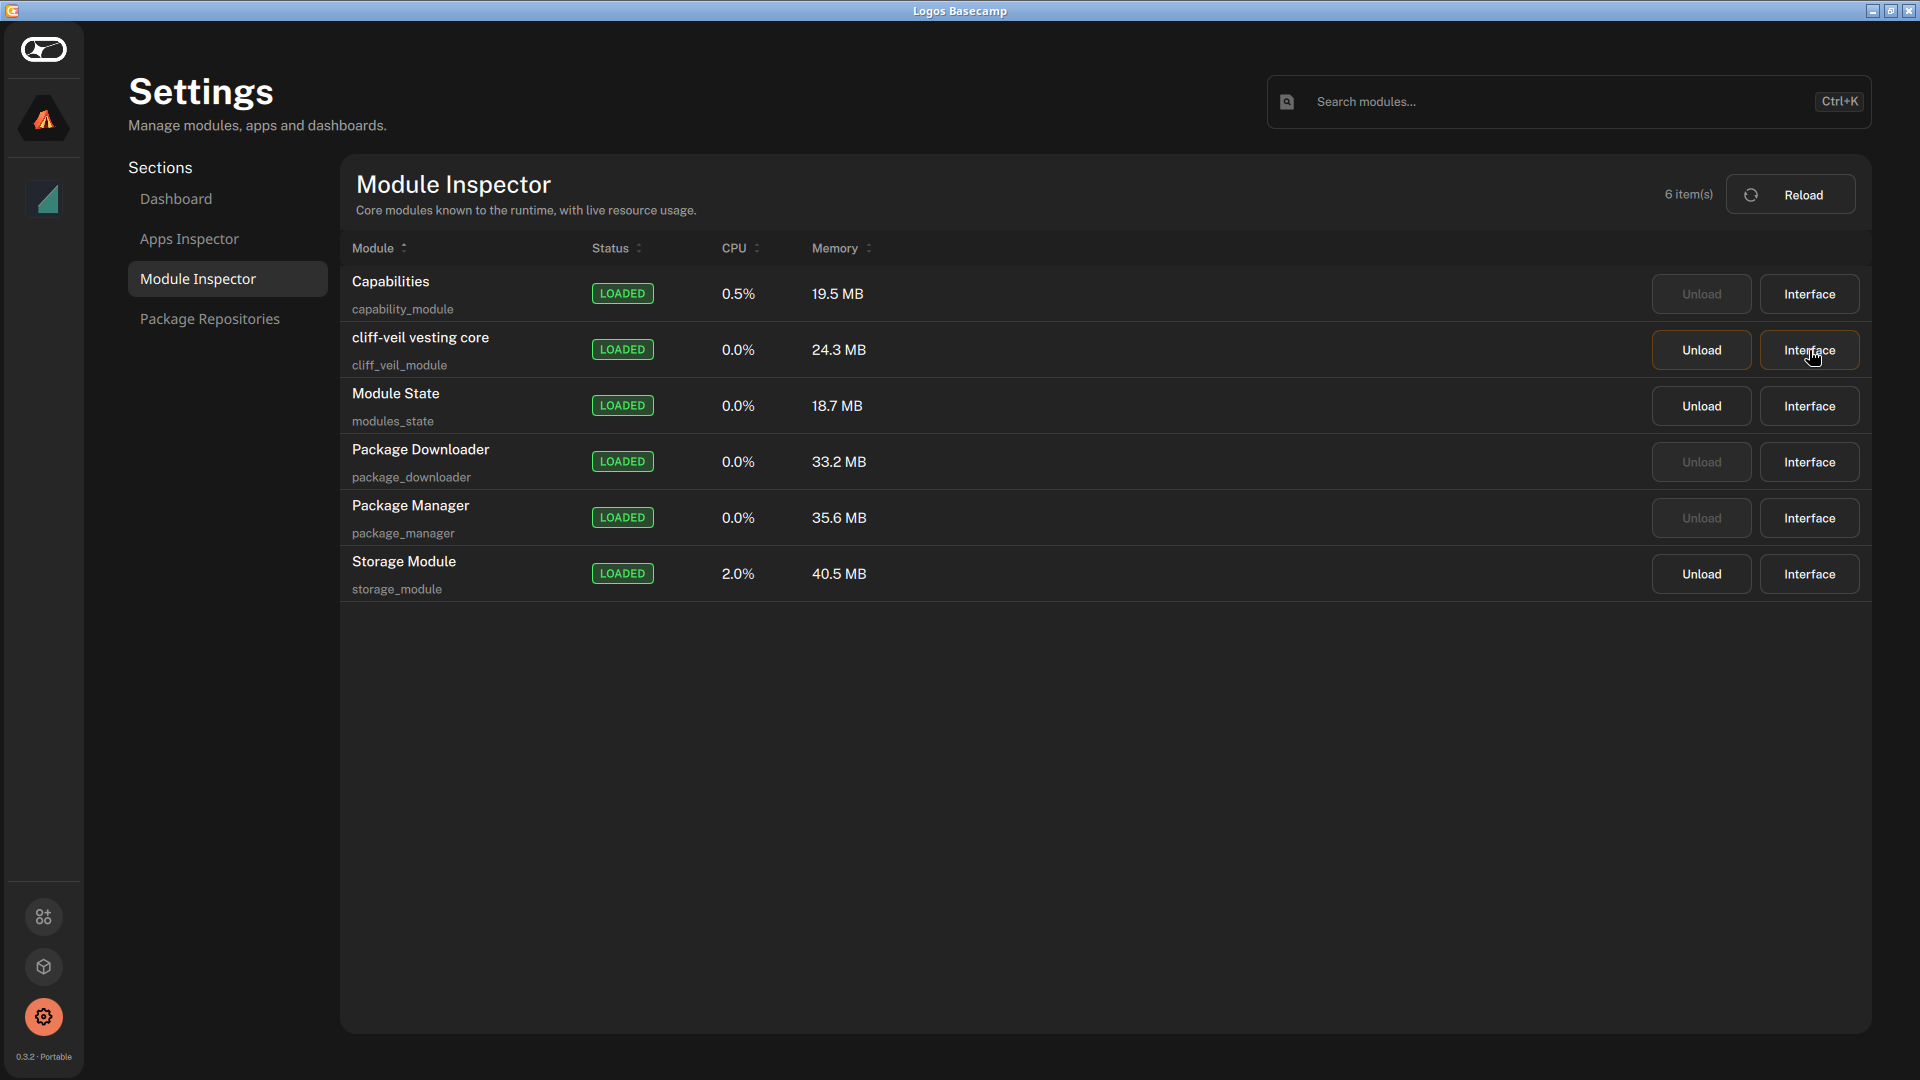 Logos Basecamp
Settings
Manage modules, apps and dashboards.
Search modules...
Ctrl+K
Sections
Dashboard
Apps Inspector
Module Inspector
Package Repositories
Module Inspector
Core modules known to the runtime, with live resource usage.
6 item(s)
Reload
Module Status CPU Memory
Capabilities
capability_module
LOADED 0.5% 19.5 MB Unload Interface
cliff-veil vesting core
cliff_veil_module
LOADED 0.0% 24.3 MB Unload Interface
Module State
modules_state
LOADED 0.0% 18.7 MB Unload Interface
Package Downloader
package_downloader
LOADED 0.0% 33.2 MB Unload Interface
Package Manager
package_manager
LOADED 0.0% 35.6 MB Unload Interface
Storage Module
storage_module
LOADED 2.0% 40.5 MB Unload Interface
0.3.2 · Portable